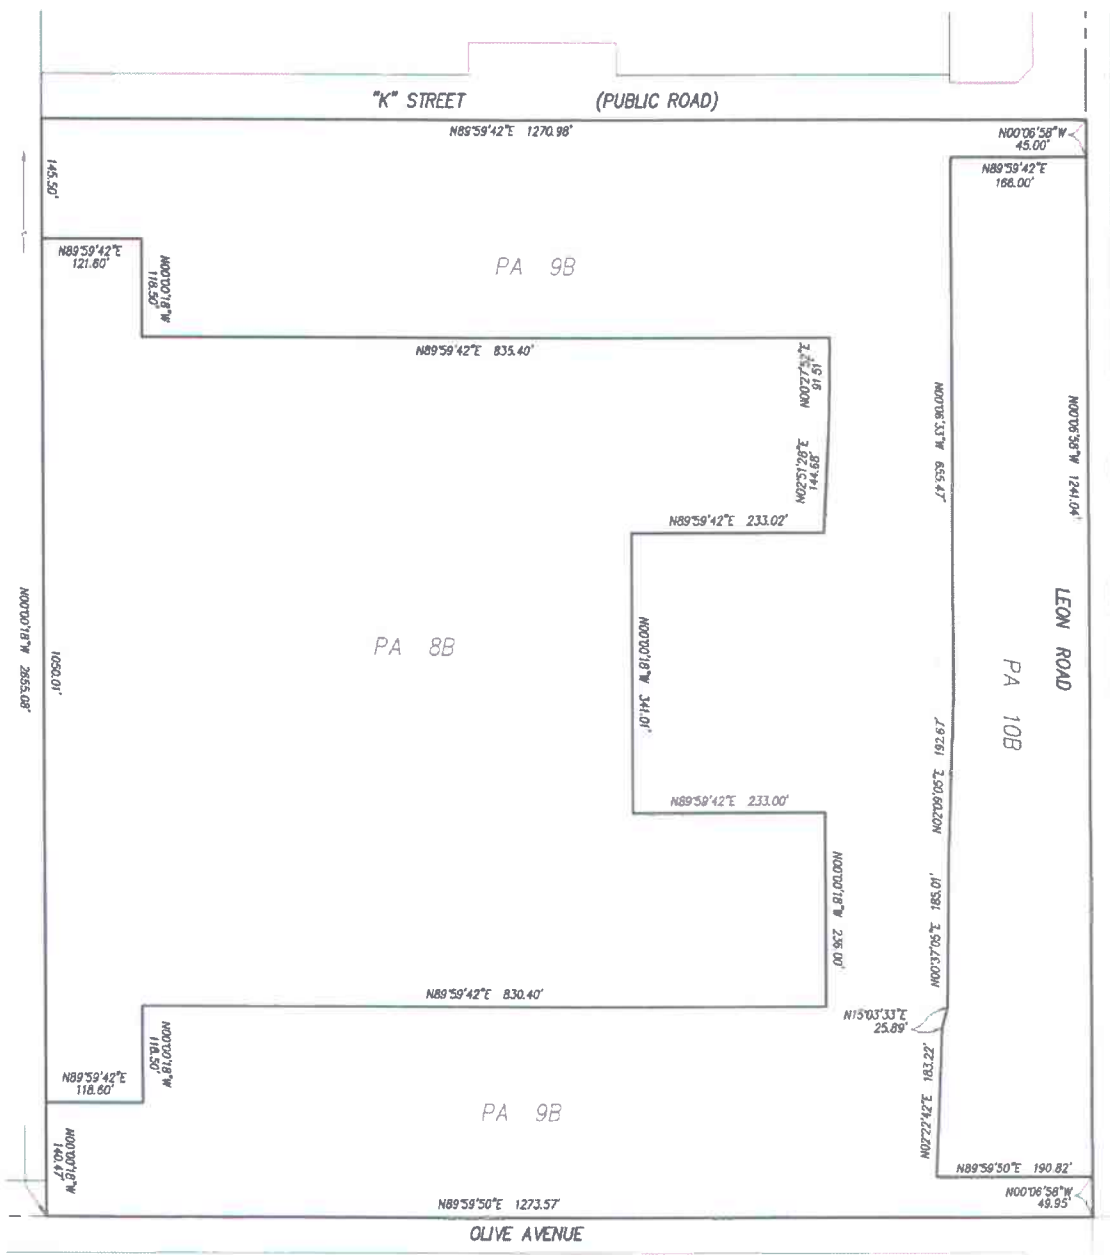 "K" STREET (PUBLIC ROAD)
N89°59'42"E 1270.98'
N00°06'58"W
45.00'
N89°59'42"E
166.00'
145.50'
N89°59'42"E
121.60'
N00°00'18"W
118.50'
PA 9B
N89°59'42"E 835.40'
N00°27'52"E
91.51'
N02°51'28"E
144.68'
N00°06'33"W 655.47'
N00°06'58"W 1241.04'
N89°59'42"E 233.02'
LEON ROAD
PA 10B
N00°00'18"W 2655.08'
1050.01'
PA 8B
N00°00'18"W 341.01'
N02°09'05"E 192.67'
N89°59'42"E 233.00'
N00°00'18"W 236.00'
N00°37'05"E 185.01'
N89°59'42"E 830.40'
N15°03'33"E
25.89'
N00°00'18"W
118.50'
N89°59'42"E
118.60'
N02°22'42"E 183.22'
PA 9B
N00°00'18"W
140.47'
N89°59'50"E 190.82'
N00°06'58"W
49.95'
N89°59'50"E 1273.57'
OLIVE AVENUE